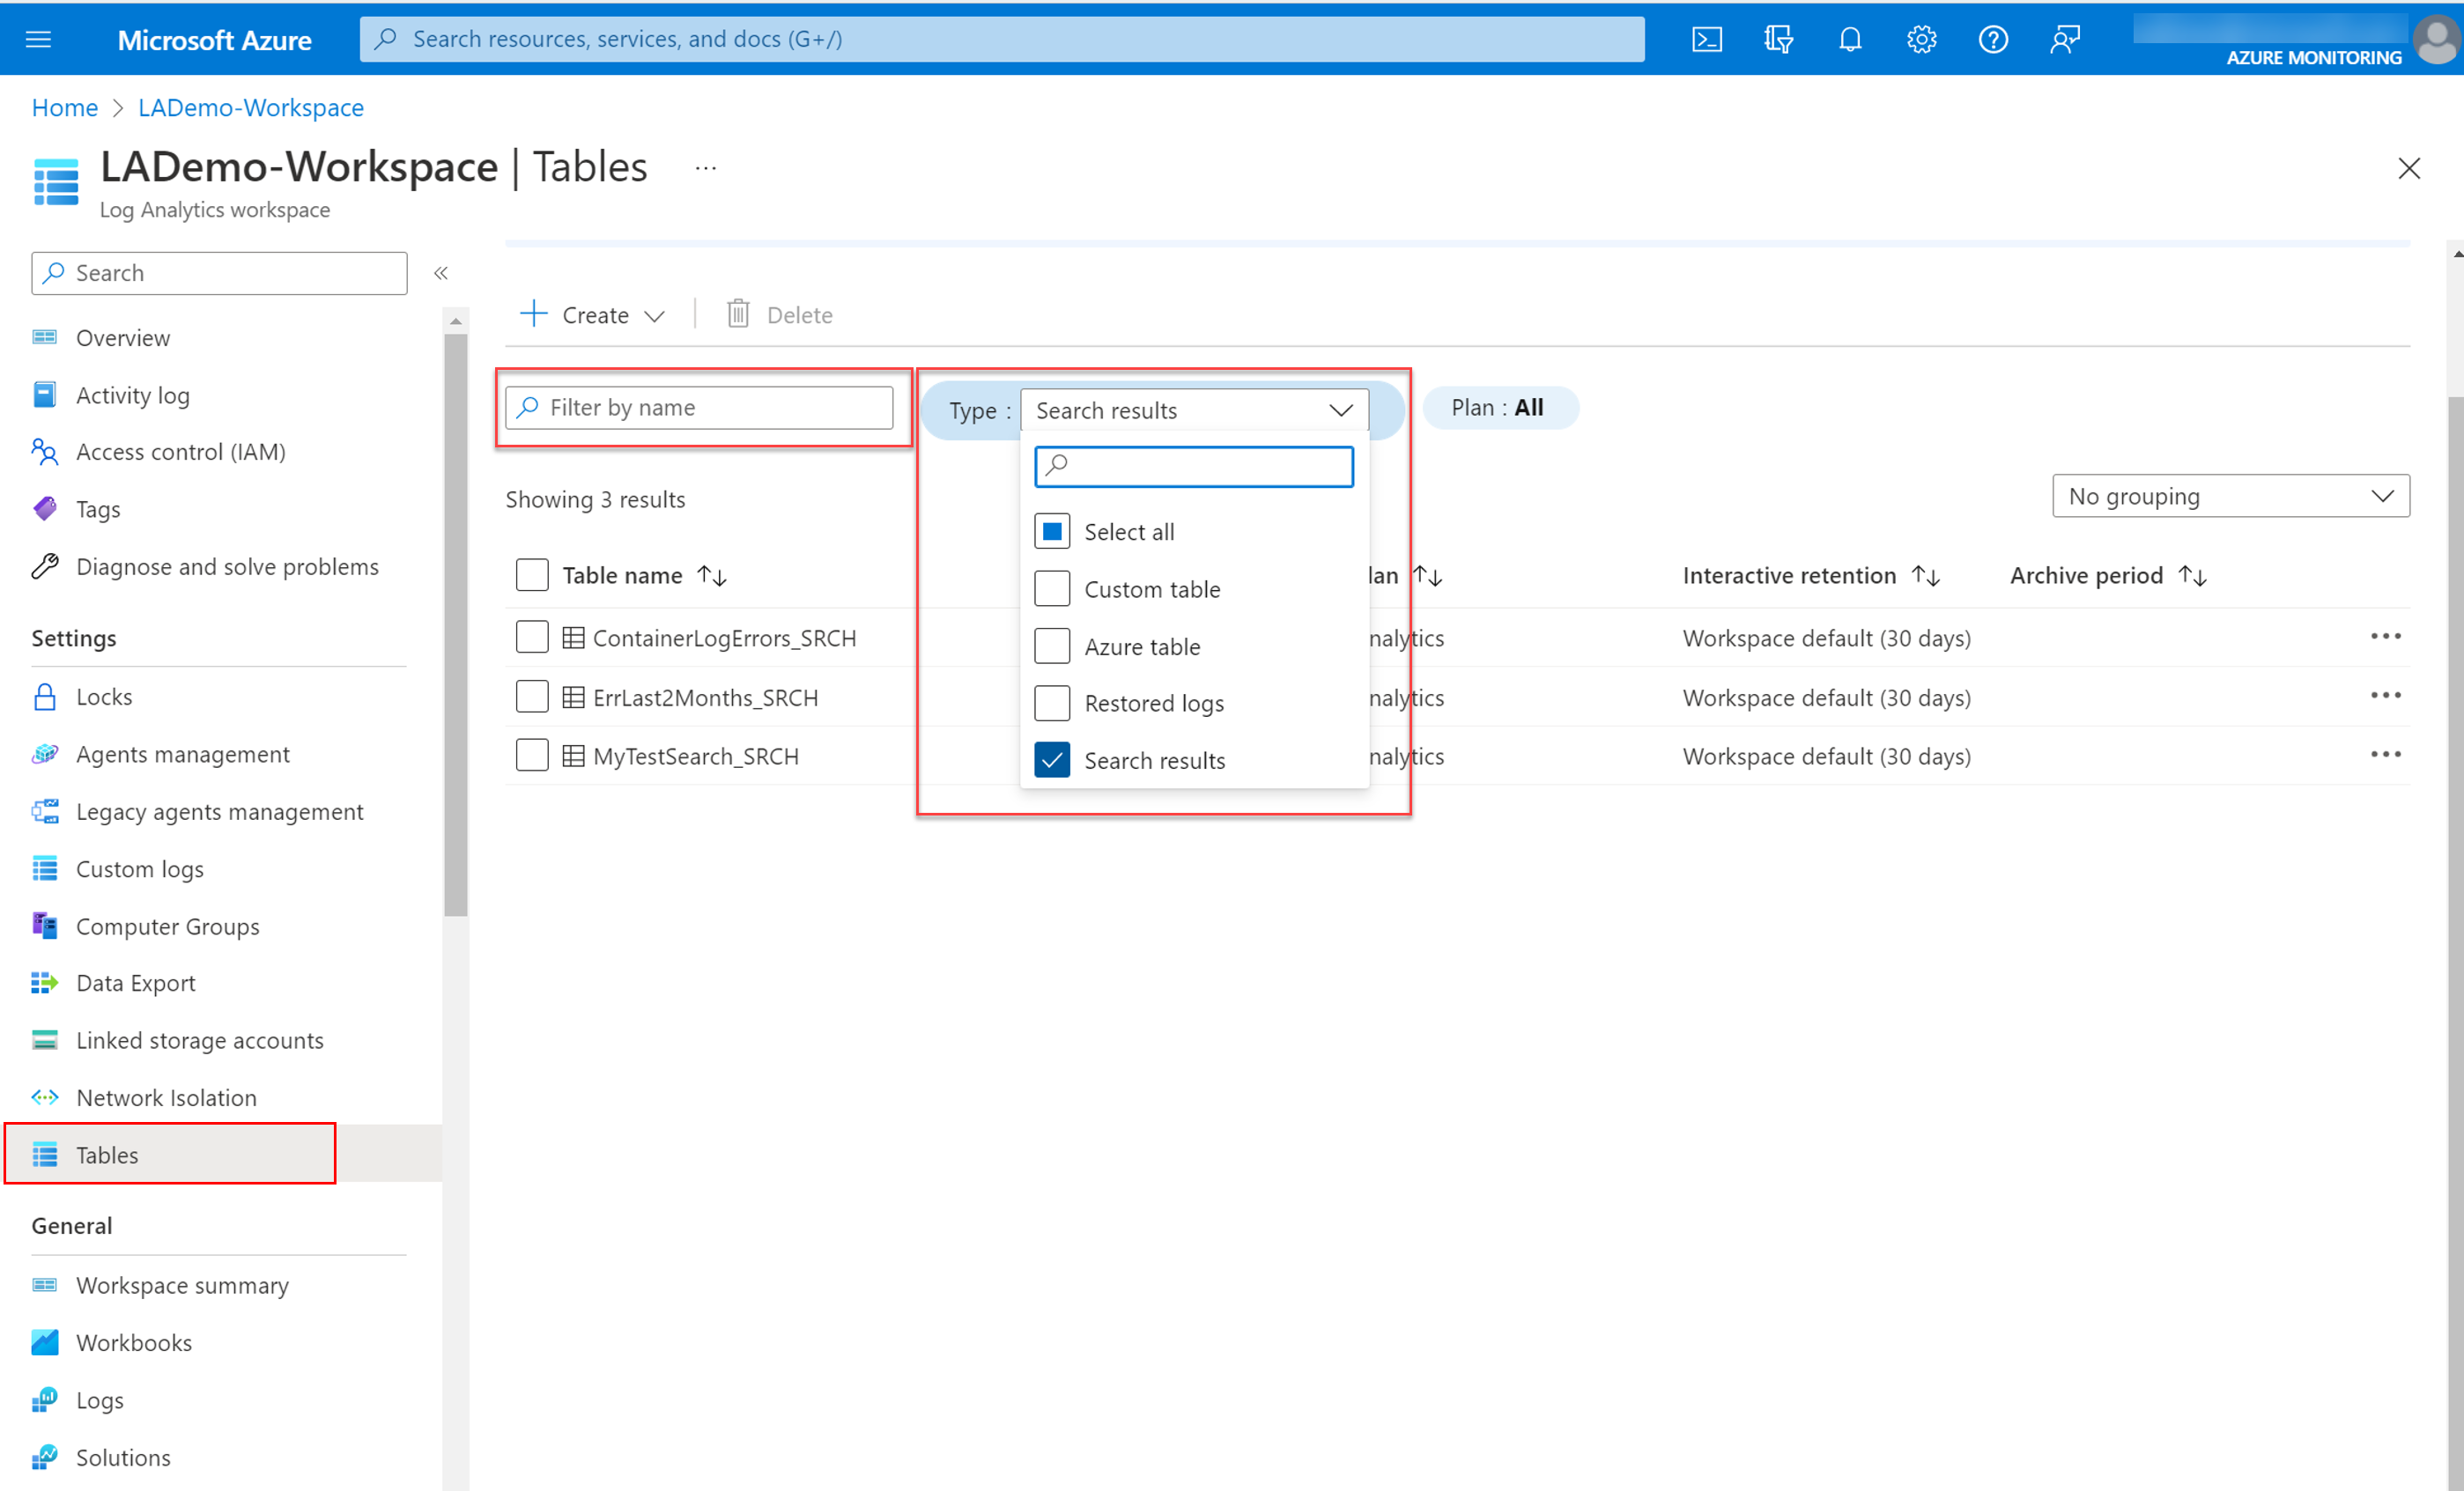 Microsoft Azure
Search resources, services, and docs (G+/)
AZURE MONITORING
Home > LADemo-Workspace
LADemo-Workspace | Tables ...
Log Analytics workspace
Search
Overview
Activity log
Access control (IAM)
Tags
Diagnose and solve problems
Settings
Locks
Agents management
Legacy agents management
Custom logs
Computer Groups
Data Export
Linked storage accounts
Network Isolation
Tables
General
Workspace summary
Workbooks
Logs
Solutions
Create
Delete
Filter by name
Type : Search results
Plan : All
Select all
Custom table
Azure table
Restored logs
Search results
Showing 3 results
No grouping
Table name lan Interactive retention Archive period
ContainerLogErrors_SRCH nalytics Workspace default (30 days)
ErrLast2Months_SRCH nalytics Workspace default (30 days)
MyTestSearch_SRCH nalytics Workspace default (30 days)